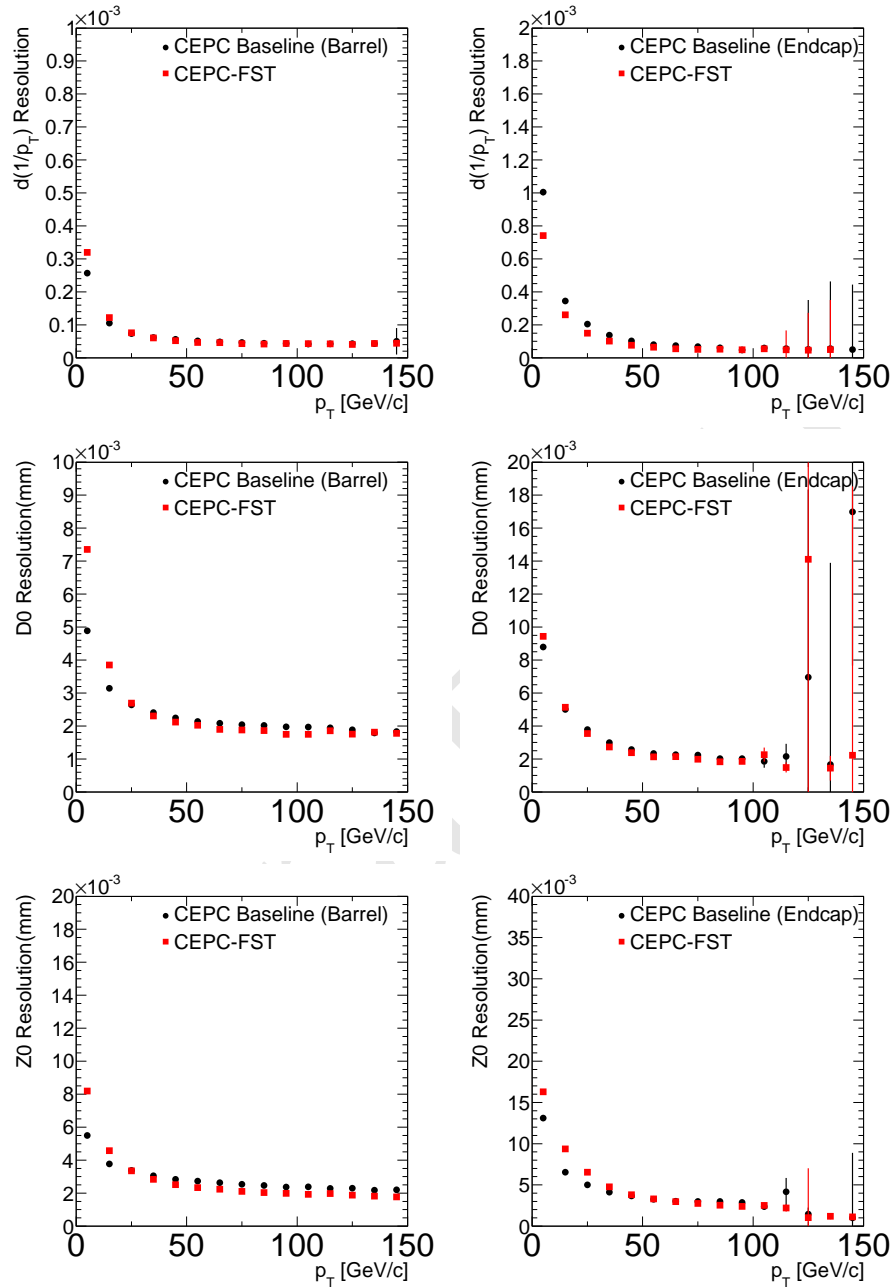 ×10⁻³
d(1/p_T) Resolution
1
0.9
0.8
0.7
0.6
0.5
0.4
0.3
0.2
0.1
0
CEPC Baseline (Barrel)
CEPC-FST
0 50 100 150
p_T [GeV/c]
×10⁻³
d(1/p_T) Resolution
2
1.8
1.6
1.4
1.2
1
0.8
0.6
0.4
0.2
0
CEPC Baseline (Endcap)
CEPC-FST
0 50 100 150
p_T [GeV/c]
×10⁻³
D0 Resolution(mm)
10
9
8
7
6
5
4
3
2
1
0
CEPC Baseline (Barrel)
CEPC-FST
0 50 100 150
p_T [GeV/c]
×10⁻³
D0 Resolution(mm)
20
18
16
14
12
10
8
6
4
2
0
CEPC Baseline (Endcap)
CEPC-FST
0 50 100 150
p_T [GeV/c]
×10⁻³
Z0 Resolution(mm)
20
18
16
14
12
10
8
6
4
2
0
CEPC Baseline (Barrel)
CEPC-FST
0 50 100 150
p_T [GeV/c]
×10⁻³
Z0 Resolution(mm)
40
35
30
25
20
15
10
5
0
CEPC Baseline (Endcap)
CEPC-FST
0 50 100 150
p_T [GeV/c]